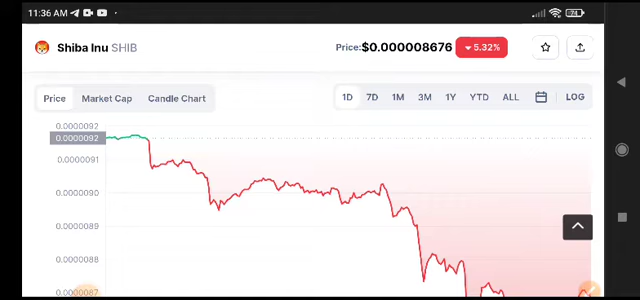 11:36 AM 74
Shiba Inu SHIB Price:$0.000008676 5.32%
Price Market Cap Candle Chart 1D 7D 1M 3M 1Y YTD ALL LOG
0.0000092
0.0000092
0.0000091
0.0000090
0.0000089
0.0000088
0.0000087